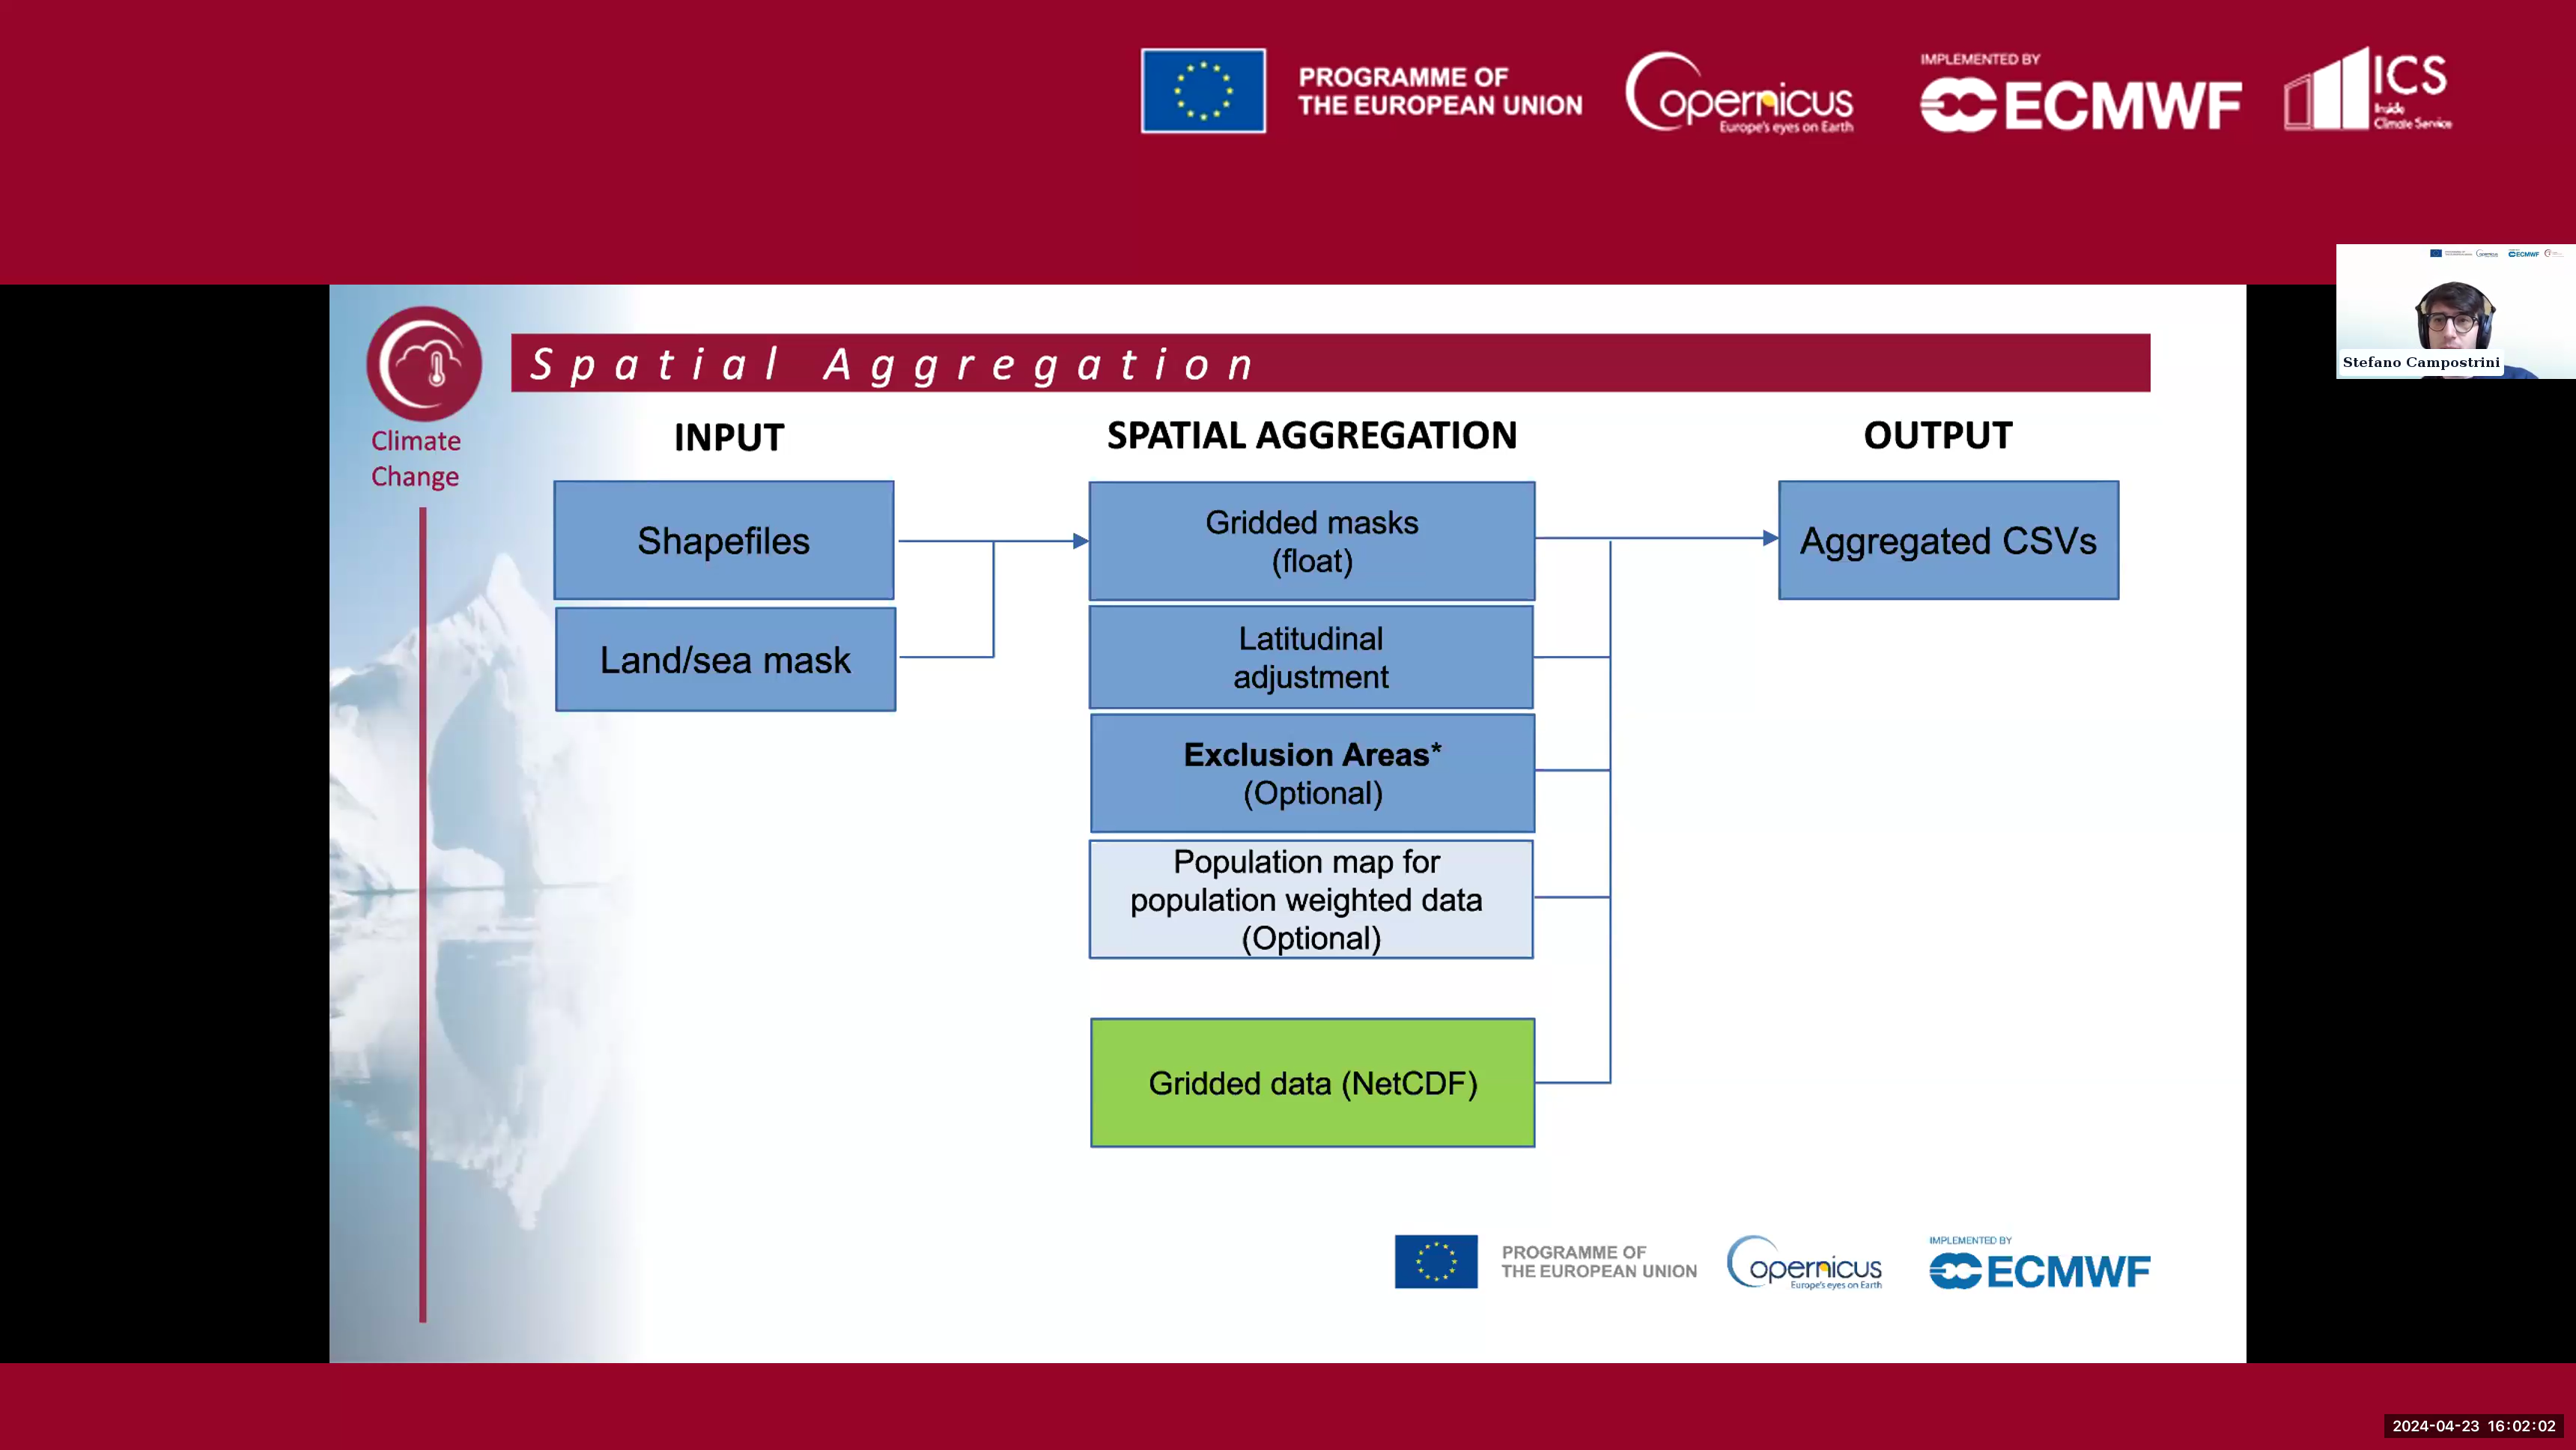 PROGRAMME OF
THE EUROPEAN UNION
Copernicus
Europe's eyes on Earth
IMPLEMENTED BY
ECMWF
ICS
Inside
Climate Service
Stefano Campostrini
Spatial Aggregation
Climate
Change
INPUT
SPATIAL AGGREGATION
OUTPUT
Shapefiles
Land/sea mask
Gridded masks
(float)
Latitudinal
adjustment
Exclusion Areas*
(Optional)
Population map for
population weighted data
(Optional)
Gridded data (NetCDF)
Aggregated CSVs
PROGRAMME OF
THE EUROPEAN UNION
Copernicus
Europe's eyes on Earth
IMPLEMENTED BY
ECMWF
2024-04-23 16:02:02